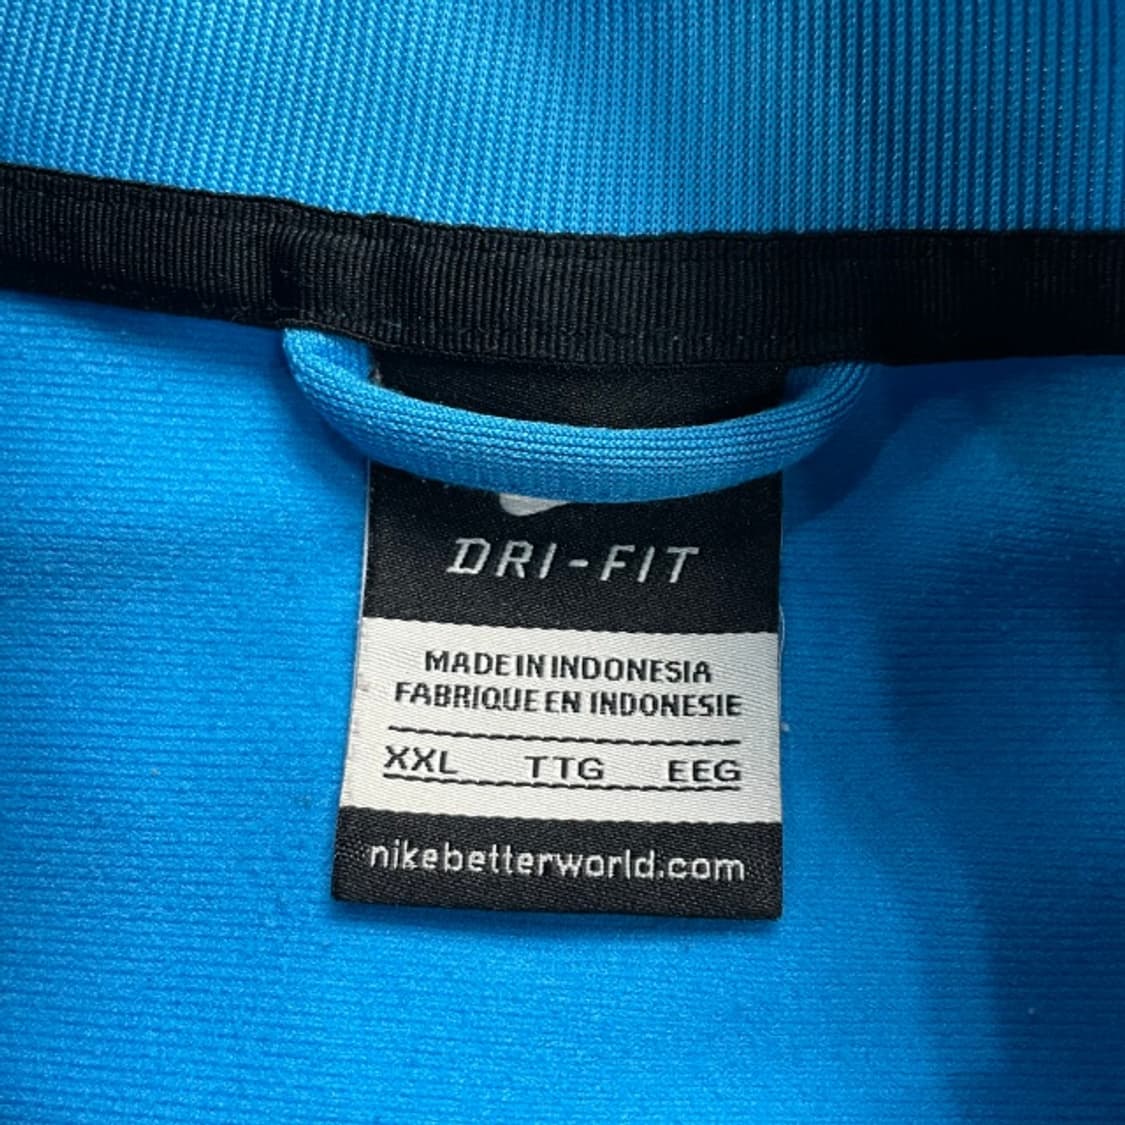 DRI-FIT
MADE IN INDONESIA
FABRIQUE EN INDONESIE
XXL TTG EEG
nikebetterworld.com